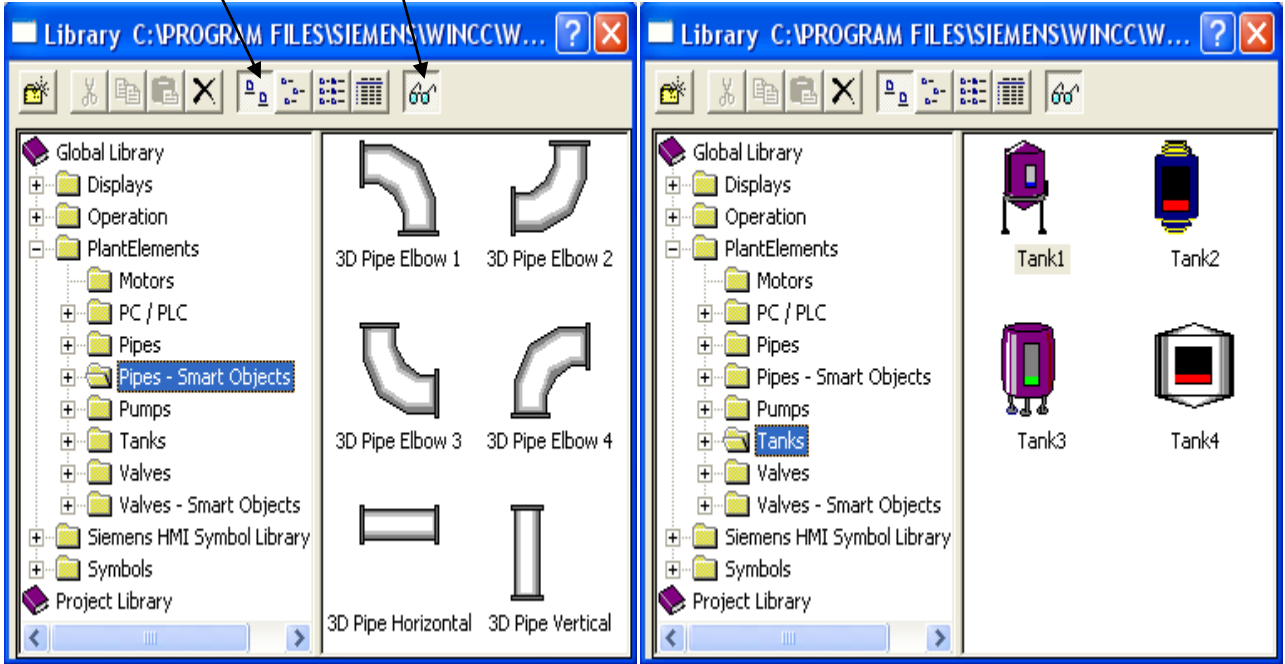 Library C:\PROGRAM FILES\SIEMENS\WINCC\W...
Global Library
Displays
Operation
PlantElements
Motors
PC / PLC
Pipes
Pipes - Smart Objects
Pumps
Tanks
Valves
Valves - Smart Objects
Siemens HMI Symbol Library
Symbols
Project Library
3D Pipe Elbow 1 3D Pipe Elbow 2
3D Pipe Elbow 3 3D Pipe Elbow 4
3D Pipe Horizontal 3D Pipe Vertical
Library C:\PROGRAM FILES\SIEMENS\WINCC\W...
Global Library
Displays
Operation
PlantElements
Motors
PC / PLC
Pipes
Pipes - Smart Objects
Pumps
Tanks
Valves
Valves - Smart Objects
Siemens HMI Symbol Library
Symbols
Project Library
Tank1 Tank2
Tank3 Tank4